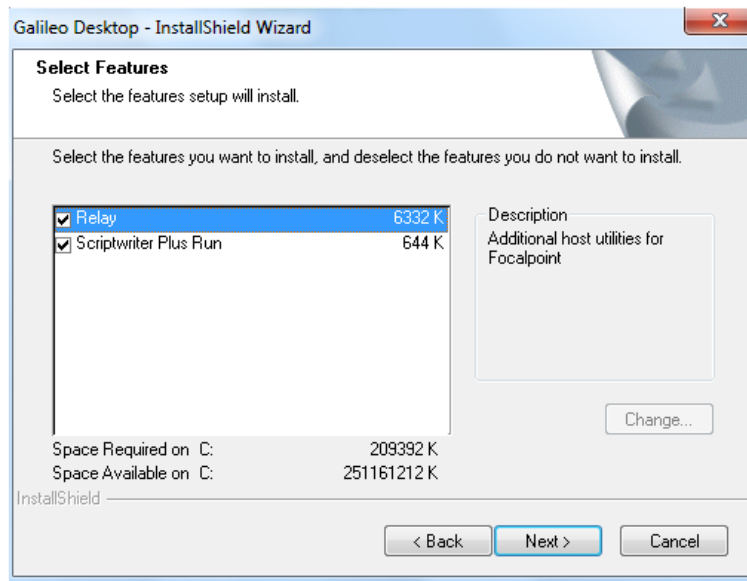 Galileo Desktop - InstallShield Wizard
Select Features
Select the features setup will install.
Select the features you want to install, and deselect the features you do not want to install.
Relay 6332 K
Scriptwriter Plus Run 644 K
Description
Additional host utilities for
Focalpoint
Change...
Space Required on C: 209392 K
Space Available on C: 251161212 K
InstallShield
< Back Next > Cancel